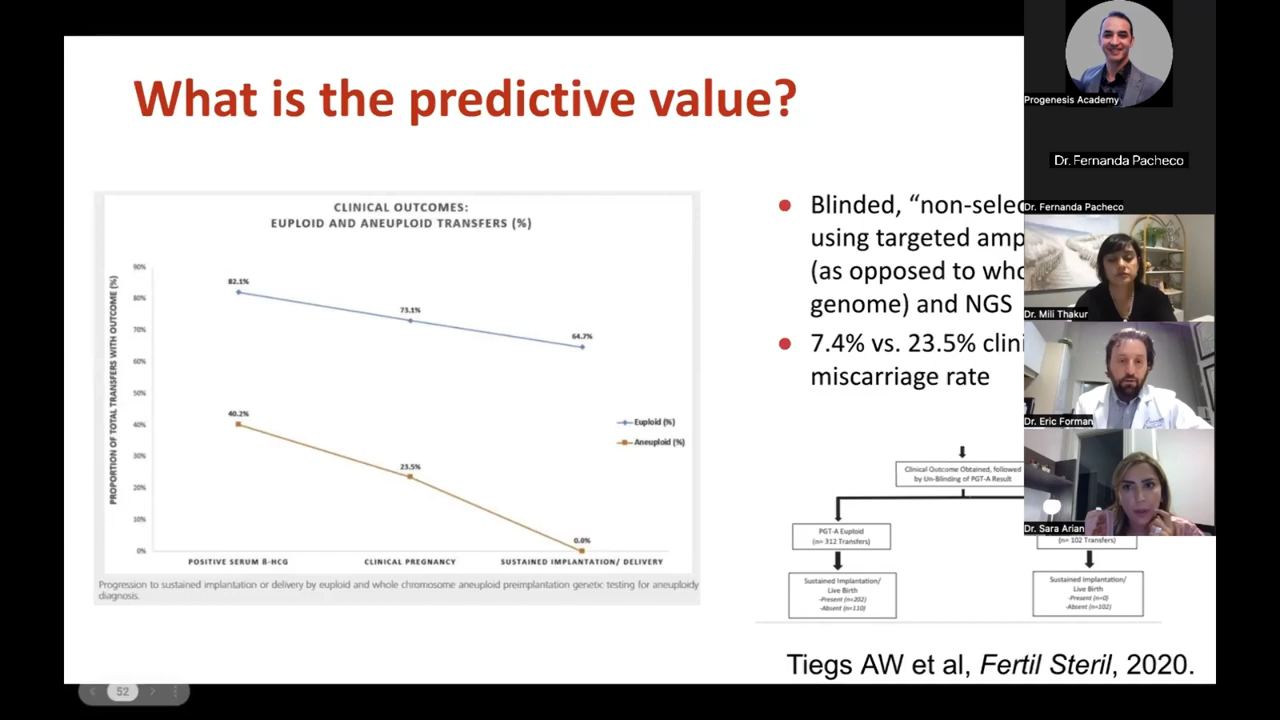 What is the predictive value?
CLINICAL OUTCOMES:
EUPLOID AND ANEUPLOID TRANSFERS (%)
PROPORTION OF TOTAL TRANSFERS WITH OUTCOME (%)
90%
80%
70%
60%
50%
40%
30%
20%
10%
0%
82.1%
73.1%
64.7%
40.2%
23.5%
0.0%
Euploid (%)
Aneuploid (%)
POSITIVE SERUM ß-HCG
CLINICAL PREGNANCY
SUSTAINED IMPLANTATION/ DELIVERY
Progression to sustained implantation or delivery by euploid and whole chromosome aneuploid preimplantation genetic testing for aneuploidy
diagnosis.
Blinded, “non-selec
using targeted amp
(as opposed to who
genome) and NGS
7.4% vs. 23.5% clini
miscarriage rate
Clinical Outcome Obtained, followed
by Un-Blinding of PGT-A Result
PGT-A Euploid
(n= 312 Transfers)
(n= 102 Transfers)
Sustained Implantation/
Live Birth
-Present (n=202)
-Absent (n=110)
Sustained Implantation/
Live Birth
-Present (n=0)
-Absent (n=102)
Tiegs AW et al, Fertil Steril, 2020.
52
Progenesis Academy
Dr. Fernanda Pacheco
Dr. Fernanda Pacheco
Dr. Mili Thakur
Dr. Eric Forman
Dr. Sara Arian